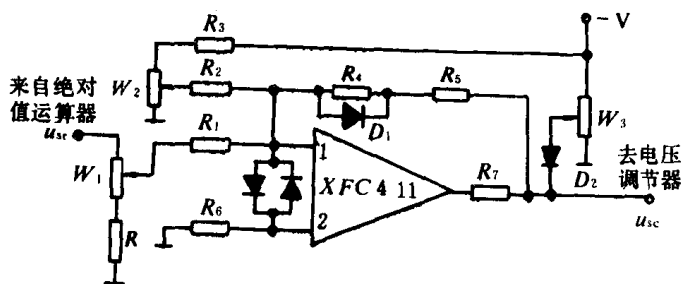 R₃
− V
来自绝对
值运算器
W₂
R₂
R₄
R₅
W₃
uₛᵣ
R₁
D₁
1
W₁
XFC4 11
R₇
D₂
去电压
调节器
R₆
2
R
u_sc